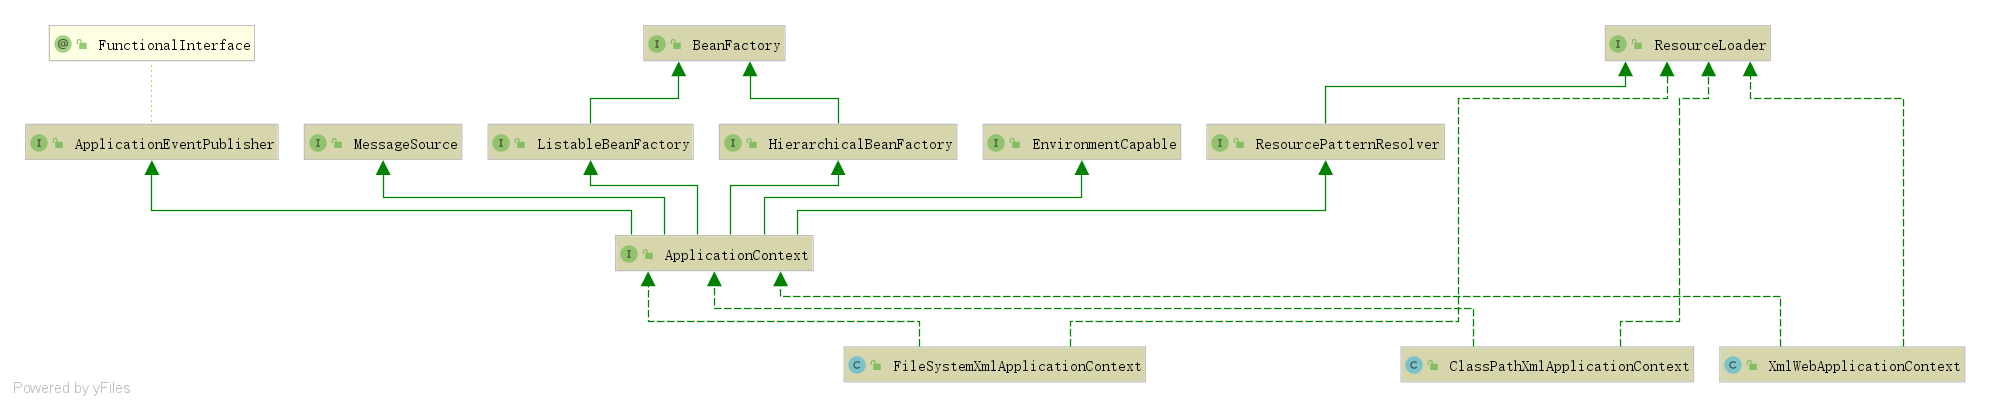 FunctionalInterface
BeanFactory
ResourceLoader
ApplicationEventPublisher
MessageSource
ListableBeanFactory
HierarchicalBeanFactory
EnvironmentCapable
ResourcePatternResolver
ApplicationContext
FileSystemXmlApplicationContext
ClassPathXmlApplicationContext
XmlWebApplicationContext
Powered by yFiles